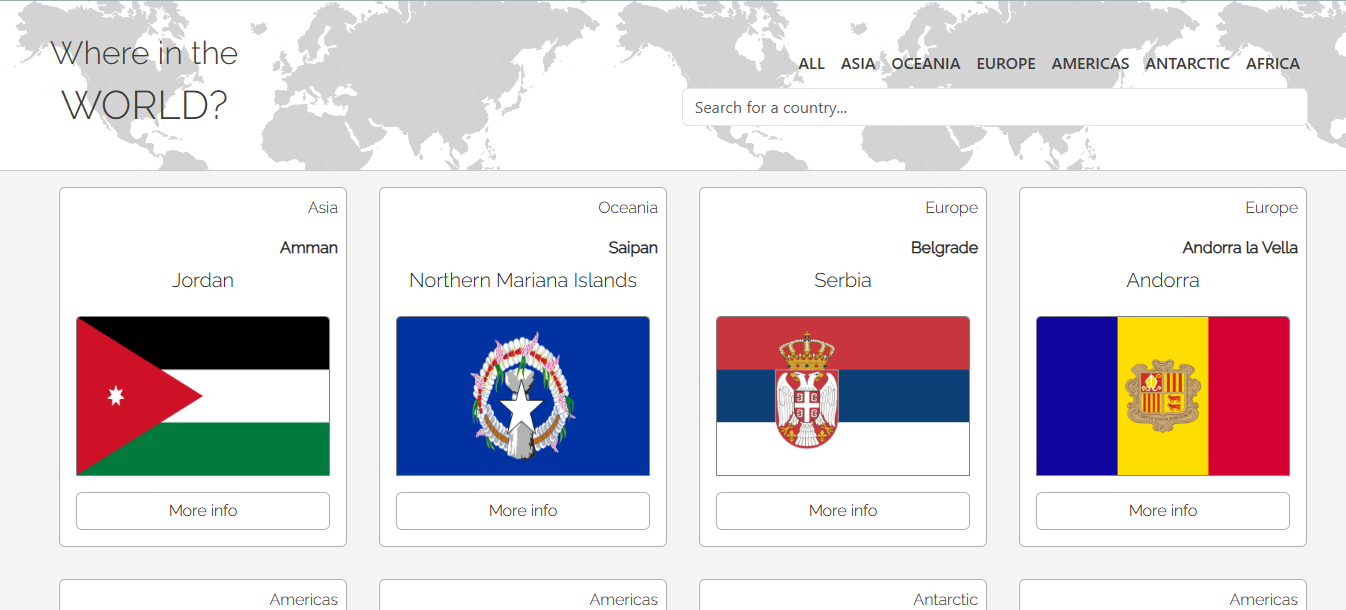 Where in the
WORLD?
ALL ASIA OCEANIA EUROPE AMERICAS ANTARCTIC AFRICA
Search for a country...
Asia
Amman
Jordan
More info
Oceania
Saipan
Northern Mariana Islands
More info
Europe
Belgrade
Serbia
More info
Europe
Andorra la Vella
Andorra
More info
Americas
Americas
Antarctic
Americas